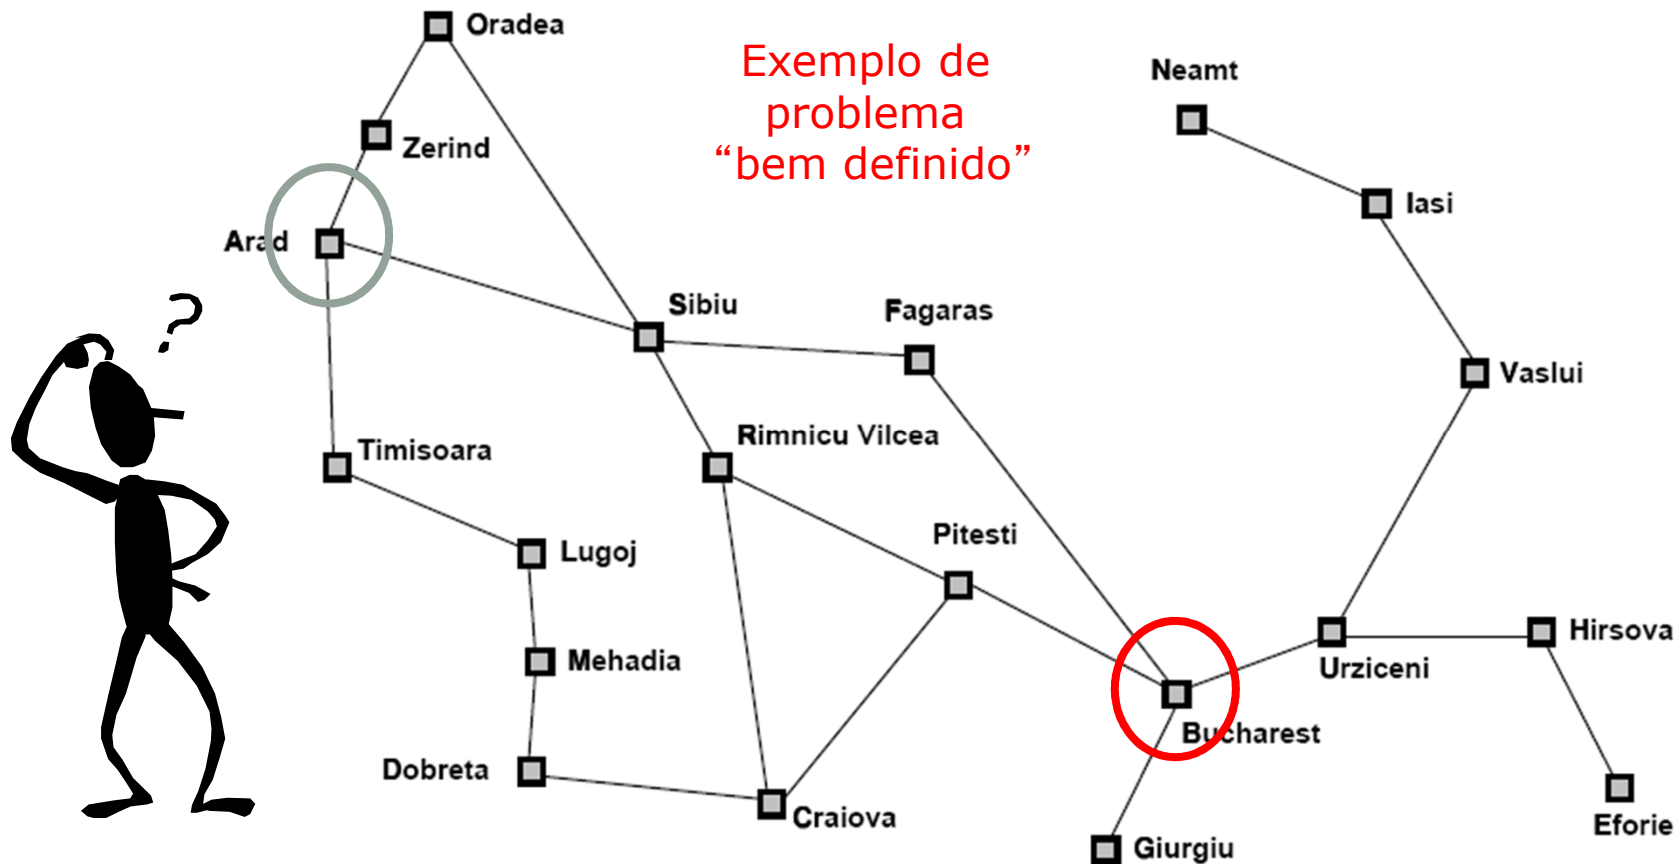 Oradea
Exemplo de
problema
“bem definido”
Neamt
Zerind
Iasi
Arad
?
Sibiu
Fagaras
Vaslui
Timisoara
Rimnicu Vilcea
Pitesti
Lugoj
Hirsova
Mehadia
Urziceni
Bucharest
Dobreta
Craiova
Eforie
Giurgiu